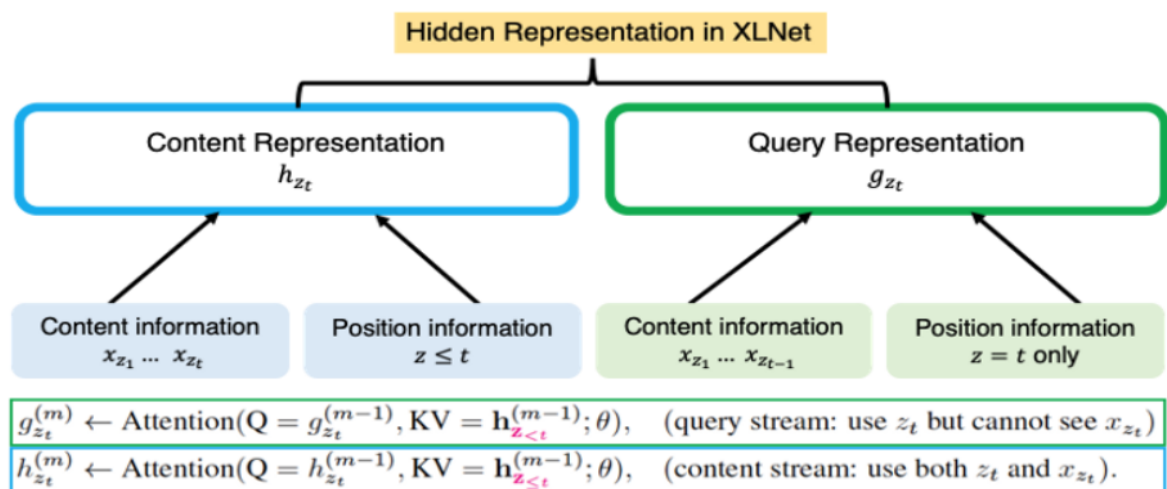 Hidden Representation in XLNet
Content Representation
h_{z_t}
Query Representation
g_{z_t}
Content information
x_{z_1} ... x_{z_t}
Position information
z ≤ t
Content information
x_{z_1} ... x_{z_{t-1}}
Position information
z = t only
g_{z_t}^{(m)} ← Attention(Q = g_{z_t}^{(m-1)}, KV = h_{z_{<t}}^{(m-1)}; θ), (query stream: use z_t but cannot see x_{z_t})
h_{z_t}^{(m)} ← Attention(Q = h_{z_t}^{(m-1)}, KV = h_{z_{≤t}}^{(m-1)}; θ), (content stream: use both z_t and x_{z_t}).